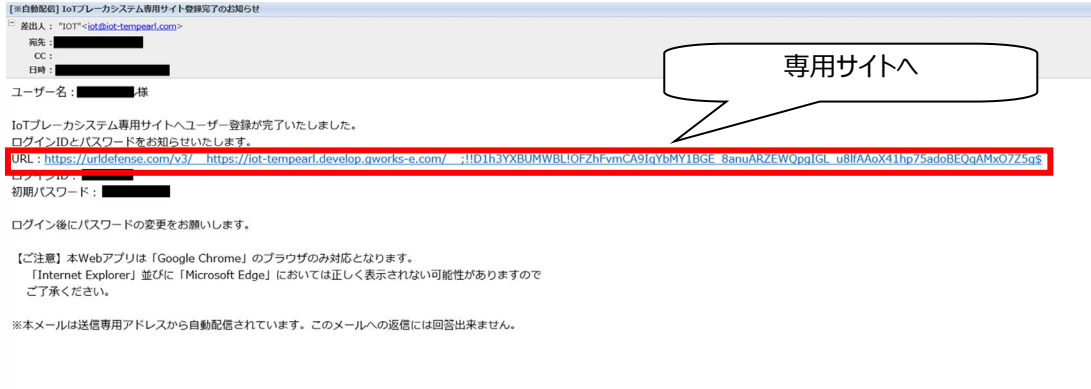 [※自動配信] IoTブレーカシステム専用サイト登録完了のお知らせ
差出人： "IOT"<iot@iot-tempearl.com>
宛先：
CC：
日時：
専用サイトへ
ユーザー名： 様
IoTブレーカシステム専用サイトへユーザー登録が完了いたしました。
ログインIDとパスワードをお知らせいたします。
URL：https://urldefense.com/v3/__https://iot-tempearl.develop.qworks-e.com/__;!!D1h3YXBUMWBL!OFZhFvmCA9IqYbMY1BGE_8anuARZEWQpgIGL_u8lfAAoX41hp75adoBEQgAMxO7Z5g$
ログインID：
初期パスワード：
ログイン後にパスワードの変更をお願いします。
【ご注意】本Webアプリは「Google Chrome」のブラウザのみ対応となります。
「Internet Explorer」並びに「Microsoft Edge」においては正しく表示されない可能性がありますので
ご了承ください。
※本メールは送信専用アドレスから自動配信されています。このメールへの返信には回答出来ません。